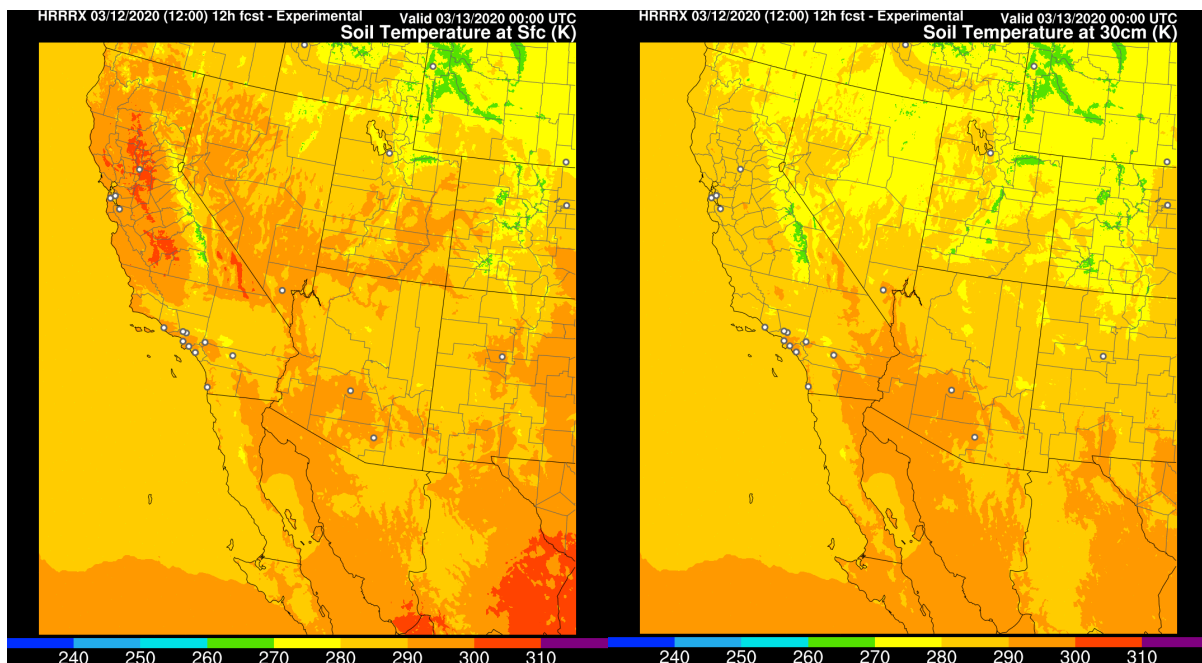 HRRRX 03/12/2020 (12:00) 12h fcst - Experimental Valid 03/13/2020 00:00 UTC
Soil Temperature at Sfc (K)
240 250 260 270 280 290 300 310
HRRRX 03/12/2020 (12:00) 12h fcst - Experimental Valid 03/13/2020 00:00 UTC
Soil Temperature at 30cm (K)
240 250 260 270 280 290 300 310